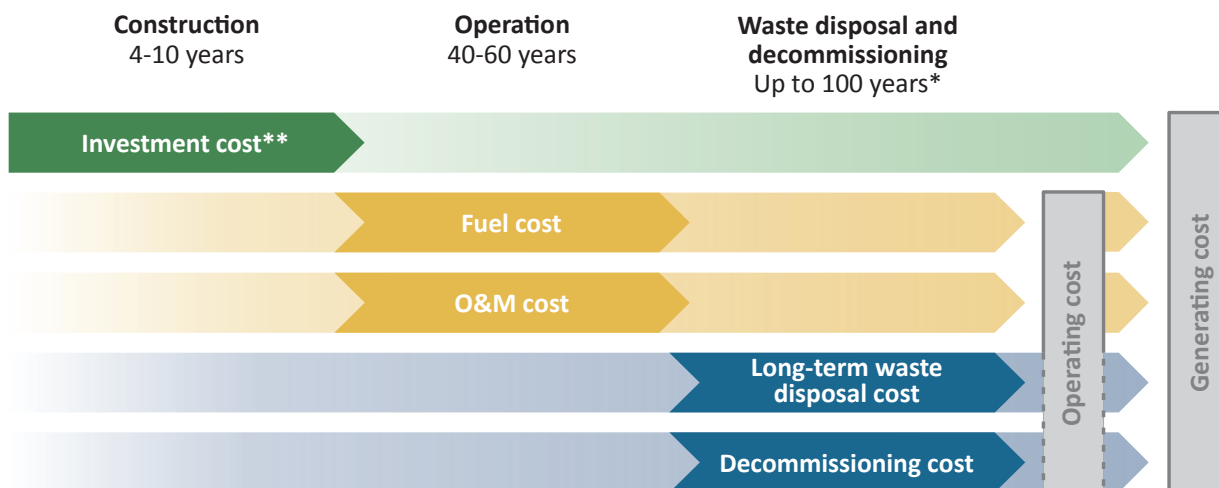 Construction
4-10 years
Operation
40-60 years
Waste disposal and
decommissioning
Up to 100 years*
Investment cost**
Fuel cost
O&M cost
Long-term waste
disposal cost
Decommissioning cost
Operating cost
Generating cost